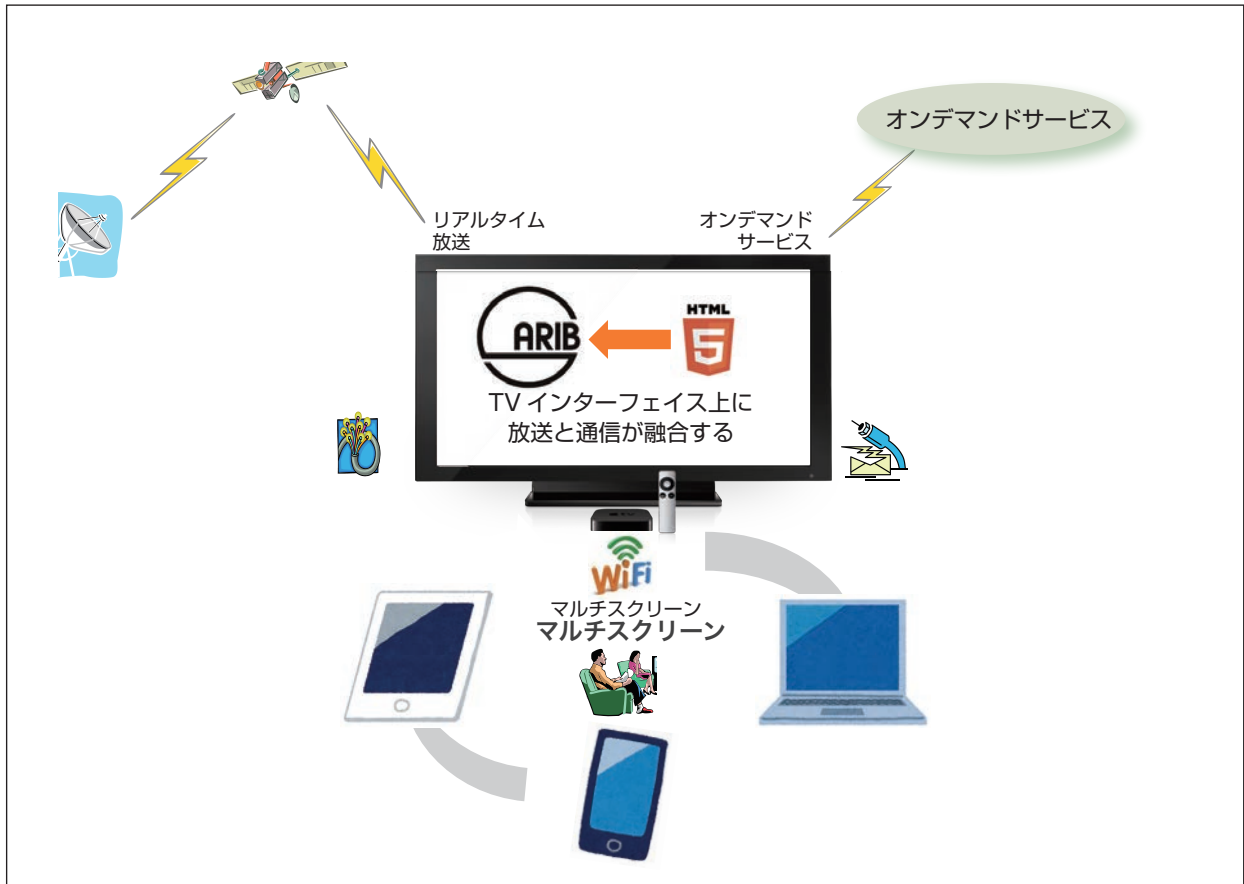 オンデマンドサービス
リアルタイム
放送
オンデマンド
サービス
ARIB
HTML
5
TV インターフェイス上に
放送と通信が融合する
WiFi
マルチスクリーン
マルチスクリーン